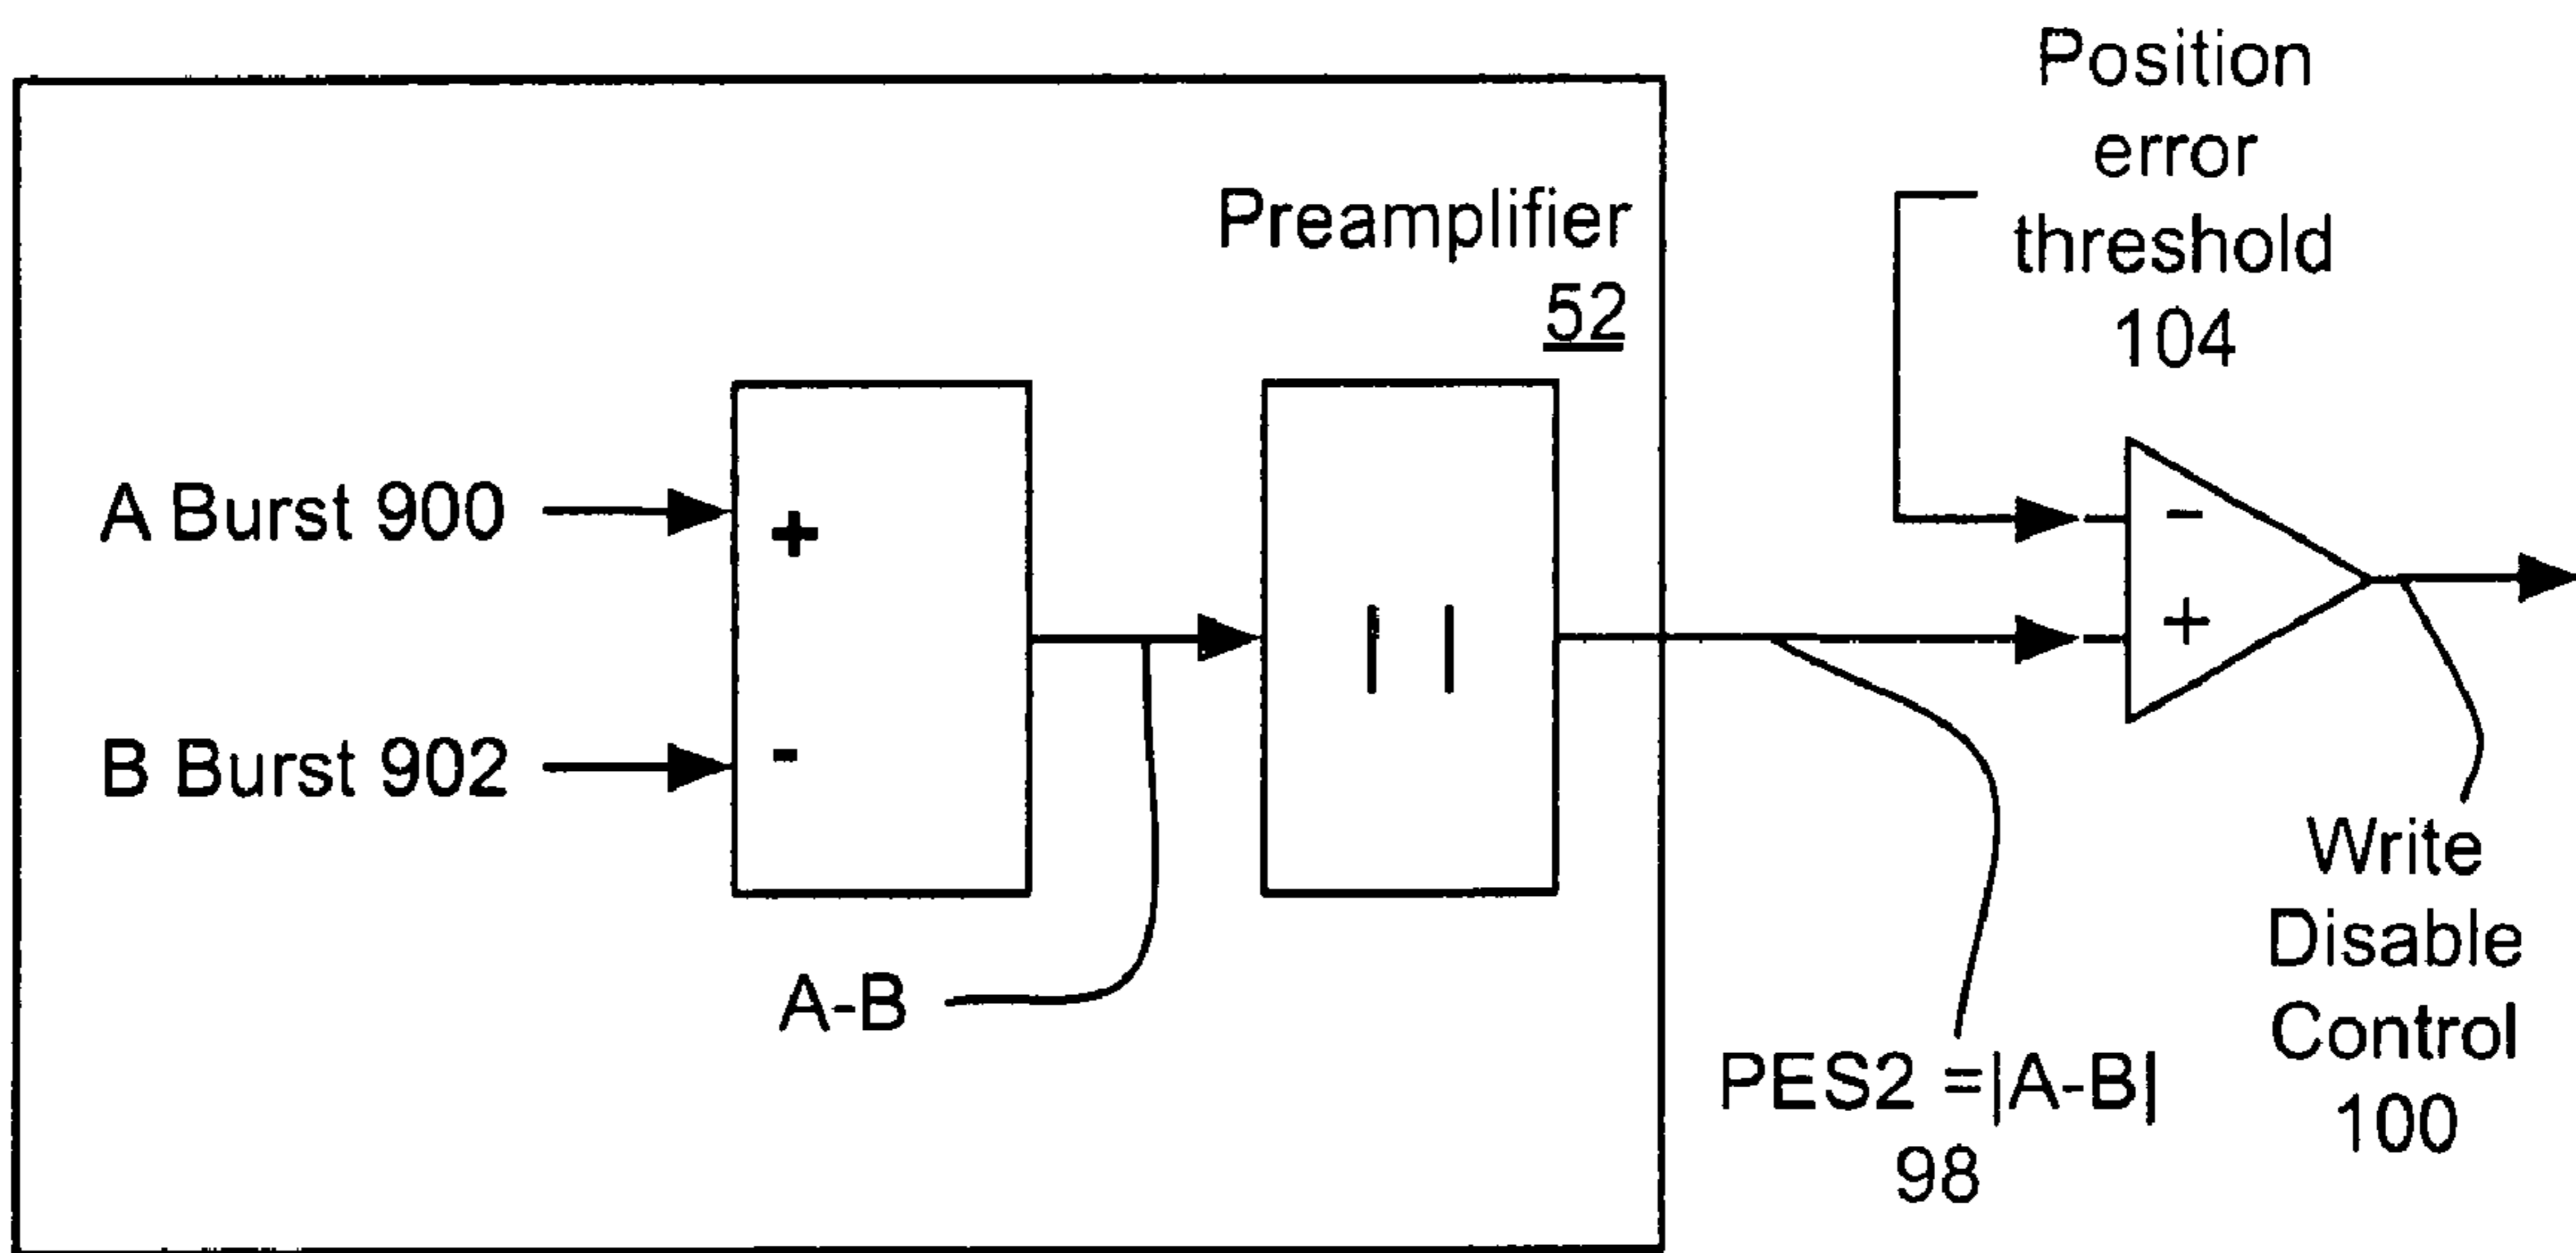 Position
error
threshold
104
Preamplifier
52
A Burst 900
+
B Burst 902
-
| |
-
+
A-B
PES2 =|A-B|
98
Write
Disable
Control
100